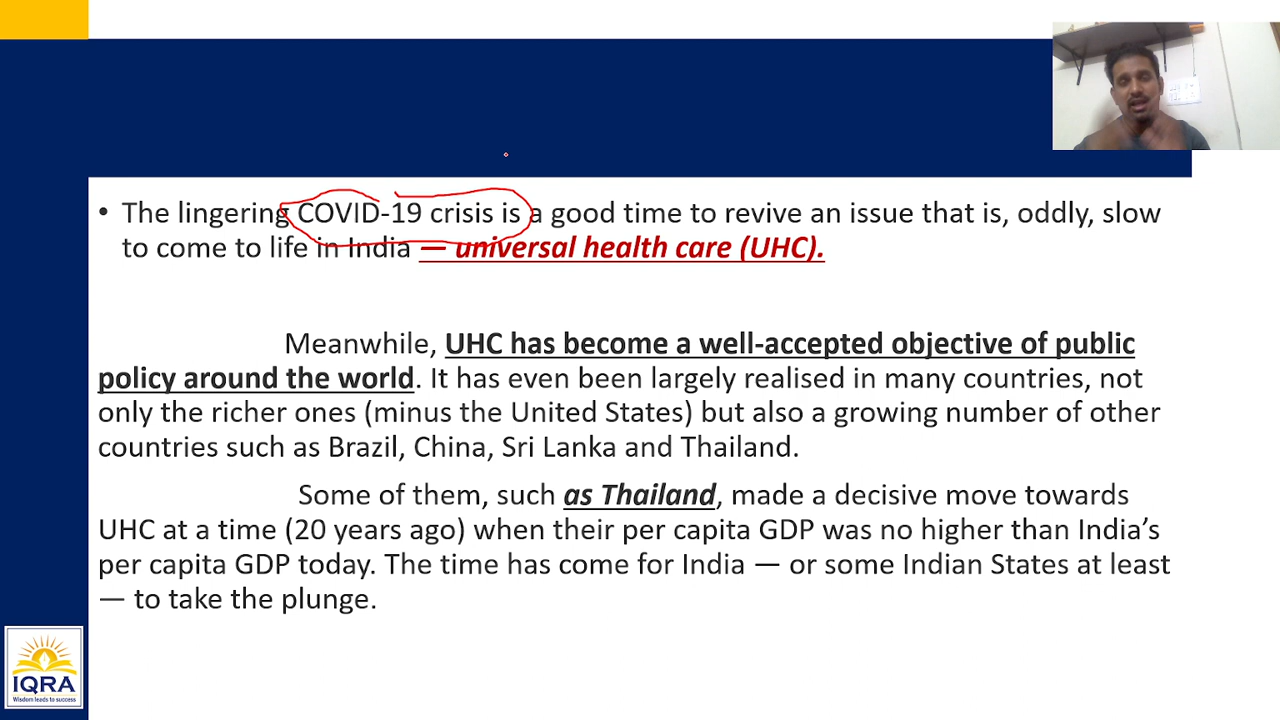 • The lingering COVID-19 crisis is a good time to revive an issue that is, oddly, slow
to come to life in India — universal health care (UHC).
Meanwhile, UHC has become a well-accepted objective of public
policy around the world. It has even been largely realised in many countries, not
only the richer ones (minus the United States) but also a growing number of other
countries such as Brazil, China, Sri Lanka and Thailand.
Some of them, such as Thailand, made a decisive move towards
UHC at a time (20 years ago) when their per capita GDP was no higher than India’s
per capita GDP today. The time has come for India — or some Indian States at least
— to take the plunge.
IQRA
Wisdom leads to success